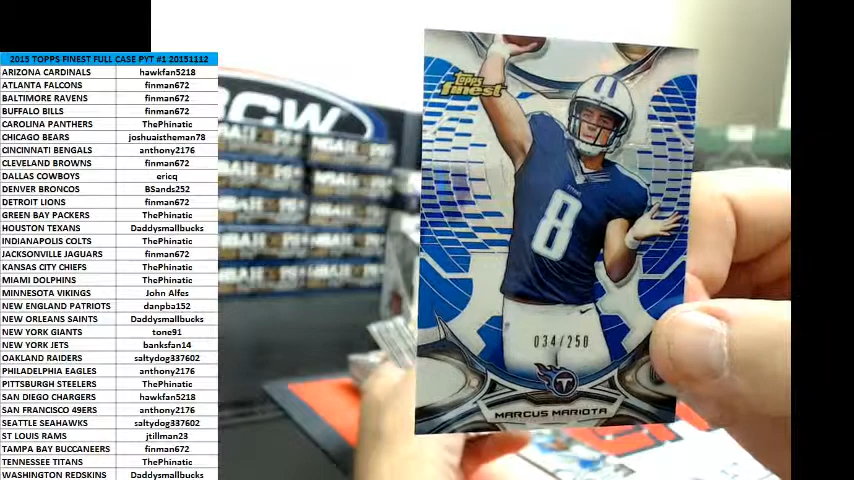 2015 TOPPS FINEST FULL CASE PYT #1 20151112
ARIZONA CARDINALS hawkfan5218
ATLANTA FALCONS finman672
BALTIMORE RAVENS finman672
BUFFALO BILLS finman672
CAROLINA PANTHERS ThePhinatic
CHICAGO BEARS joshuaistheman78
CINCINNATI BENGALS anthony2176
CLEVELAND BROWNS finman672
DALLAS COWBOYS ericq
DENVER BRONCOS BSands252
DETROIT LIONS finman672
GREEN BAY PACKERS ThePhinatic
HOUSTON TEXANS Daddysmallbucks
INDIANAPOLIS COLTS ThePhinatic
JACKSONVILLE JAGUARS finman672
KANSAS CITY CHIEFS ThePhinatic
MIAMI DOLPHINS ThePhinatic
MINNESOTA VIKINGS John Alfes
NEW ENGLAND PATRIOTS danpba152
NEW ORLEANS SAINTS Daddysmallbucks
NEW YORK GIANTS tone91
NEW YORK JETS banksfan14
OAKLAND RAIDERS saltydog337602
PHILADELPHIA EAGLES anthony2176
PITTSBURGH STEELERS ThePhinatic
SAN DIEGO CHARGERS hawkfan5218
SAN FRANCISCO 49ERS anthony2176
SEATTLE SEAHAWKS saltydog337602
ST LOUIS RAMS jtillman23
TAMPA BAY BUCCANEERS finman672
TENNESSEE TITANS ThePhinatic
WASHINGTON REDSKINS Daddysmallbucks
BCW
Topps
finest
TITANS
8
034/250
T
MARCUS MARIOTA